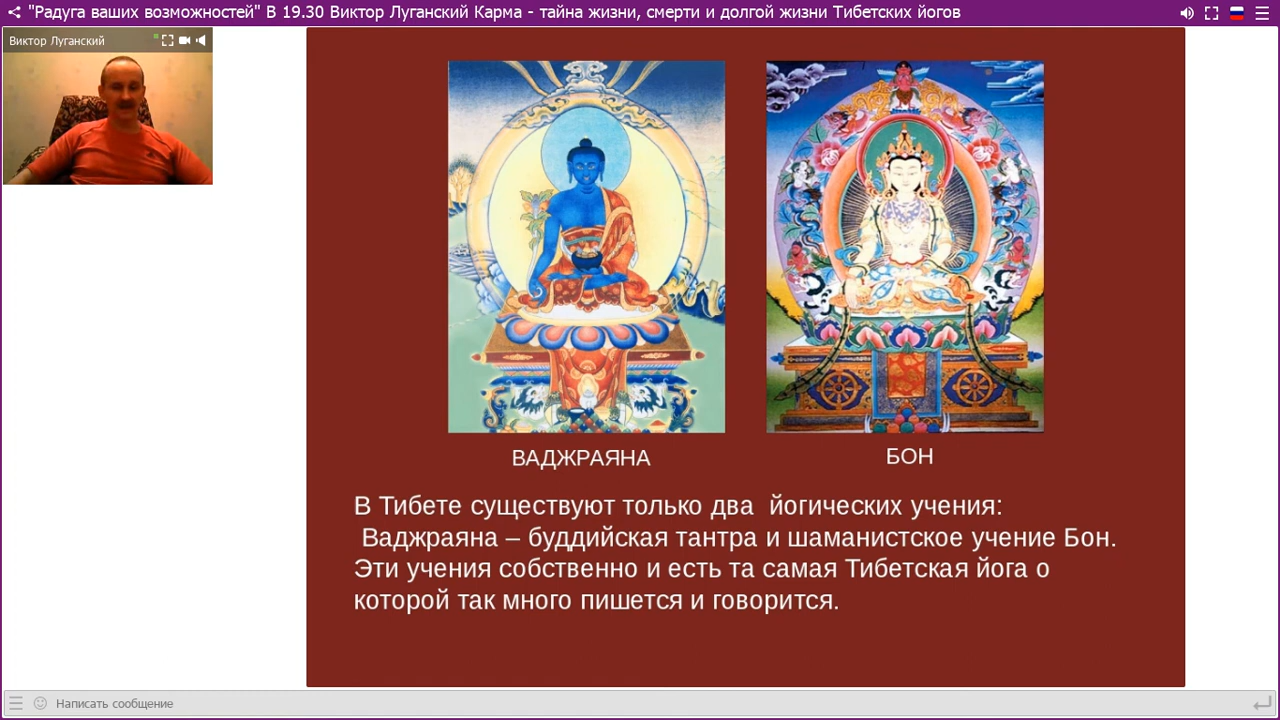 "Радуга ваших возможностей" В 19.30 Виктор Луганский Карма - тайна жизни, смерти и долгой жизни Тибетских йогов
Виктор Луганский
ВАДЖРАЯНА
БОН
В Тибете существуют только два  йогических учения:
Ваджраяна – буддийская тантра и шаманистское учение Бон.
Эти учения собственно и есть та самая Тибетская йога о
которой так много пишется и говорится.
Написать сообщение